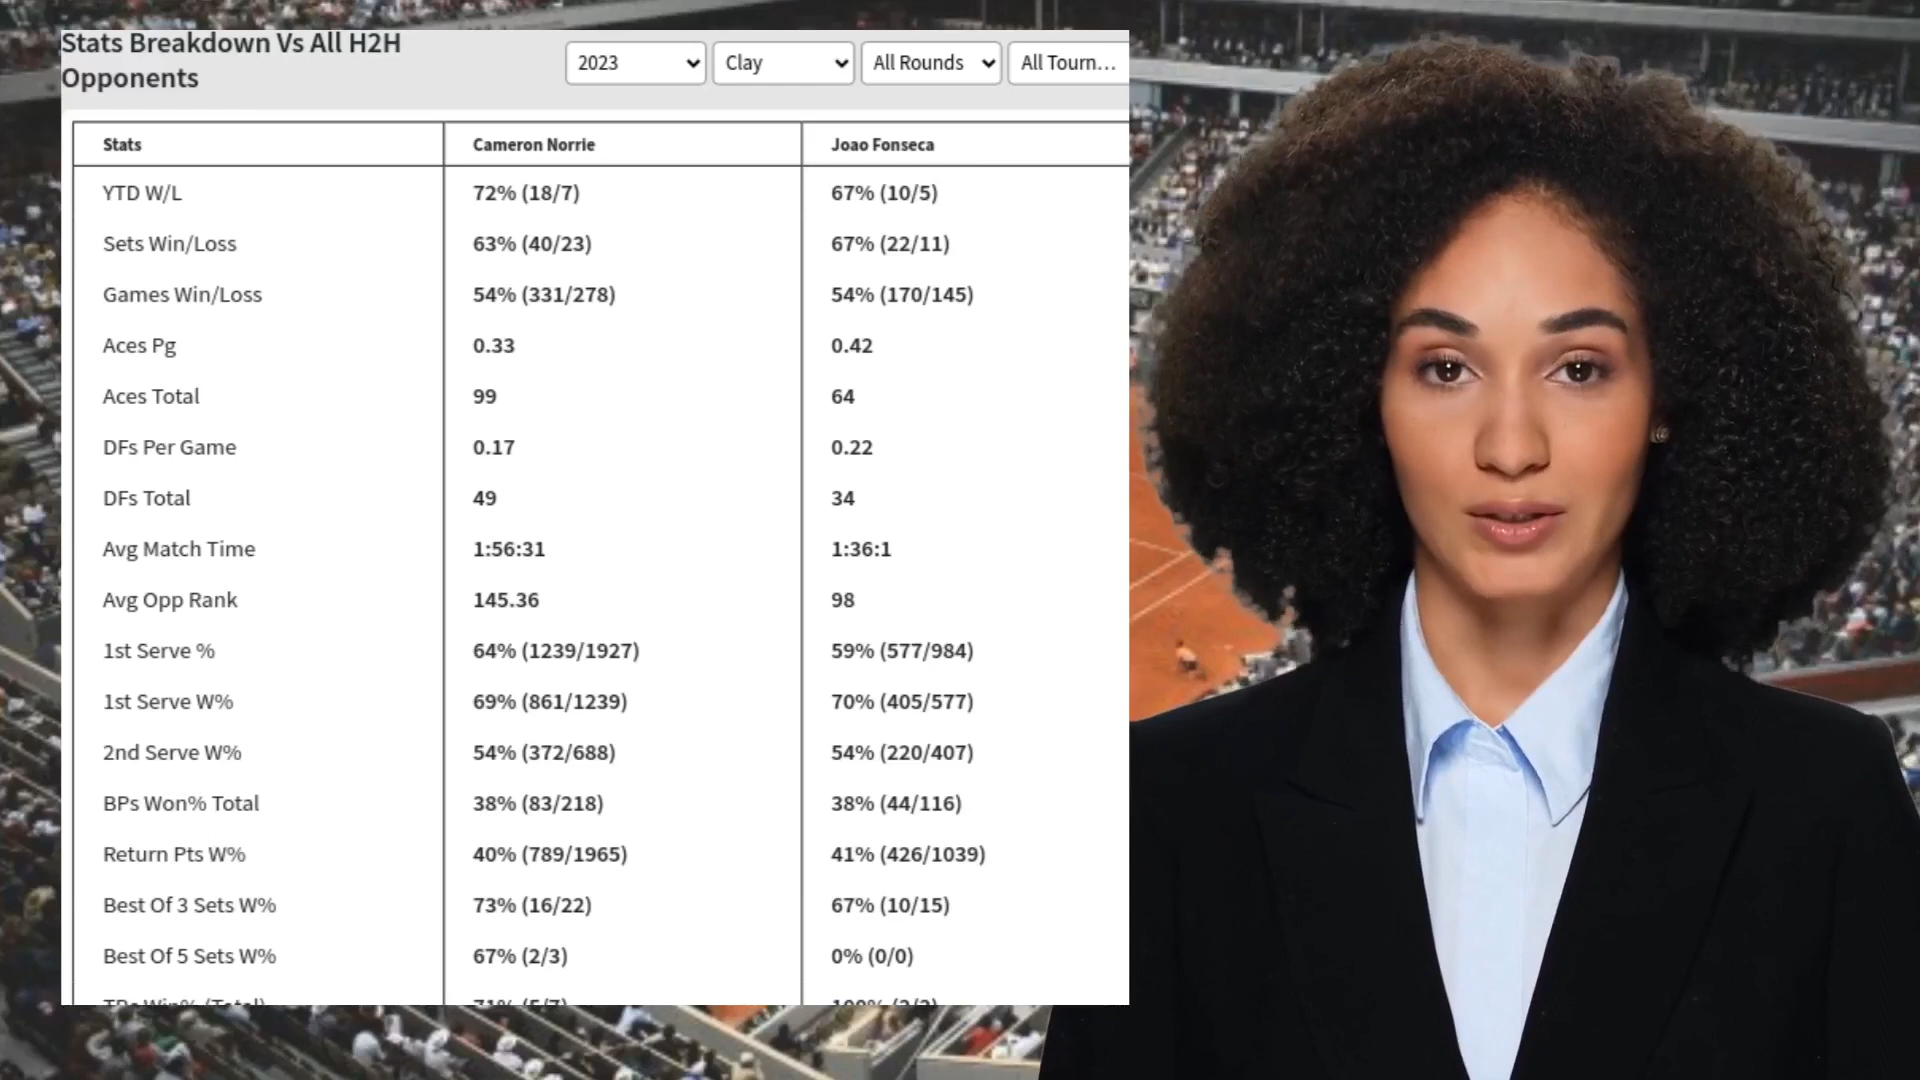 Stats Breakdown Vs All H2H
Opponents
2023 Clay All Rounds All Tourn...
Stats Cameron Norrie Joao Fonseca
YTD W/L 72% (18/7) 67% (10/5)
Sets Win/Loss 63% (40/23) 67% (22/11)
Games Win/Loss 54% (331/278) 54% (170/145)
Aces Pg 0.33 0.42
Aces Total 99 64
DFs Per Game 0.17 0.22
DFs Total 49 34
Avg Match Time 1:56:31 1:36:1
Avg Opp Rank 145.36 98
1st Serve % 64% (1239/1927) 59% (577/984)
1st Serve W% 69% (861/1239) 70% (405/577)
2nd Serve W% 54% (372/688) 54% (220/407)
BPs Won% Total 38% (83/218) 38% (44/116)
Return Pts W% 40% (789/1965) 41% (426/1039)
Best Of 3 Sets W% 73% (16/22) 67% (10/15)
Best Of 5 Sets W% 67% (2/3) 0% (0/0)